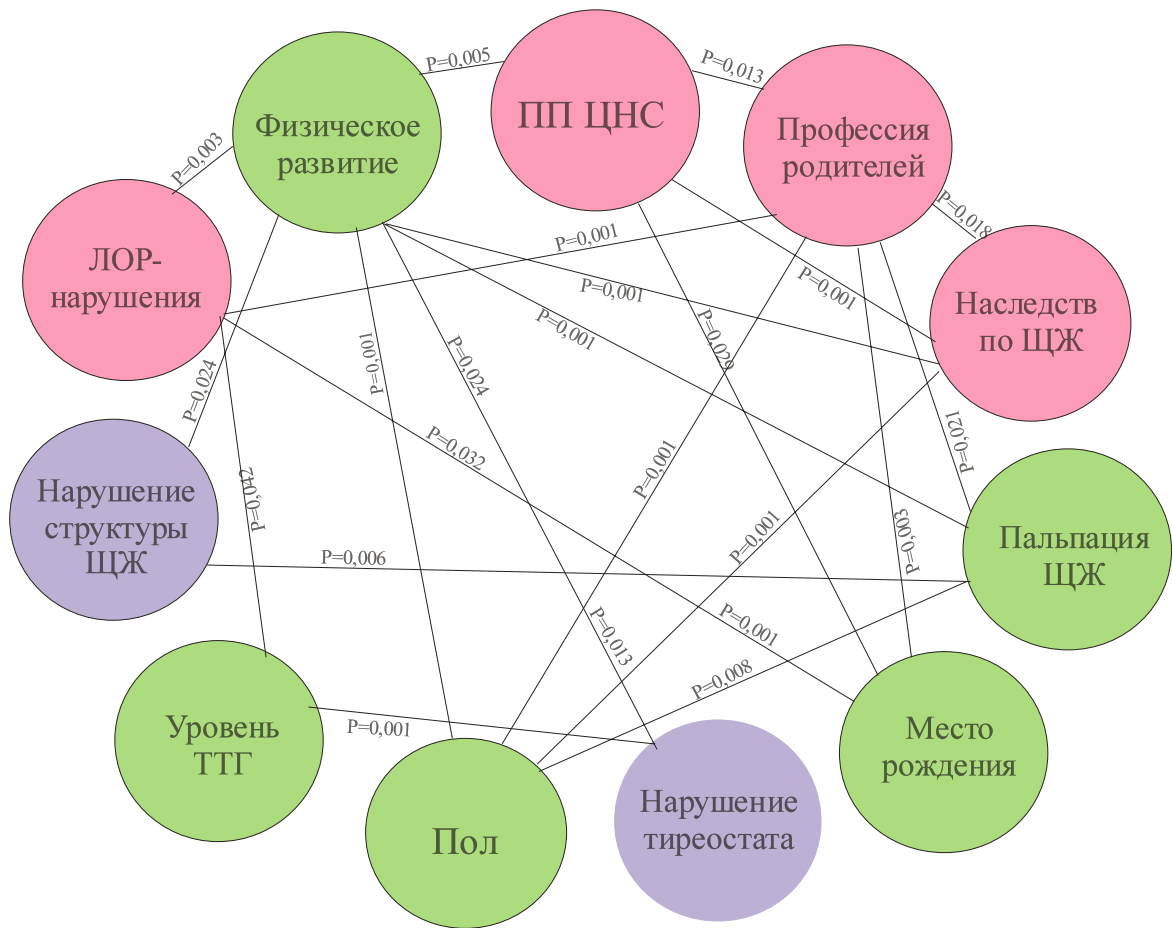 P=0,005
P=0,013
ПП ЦНС
Физическое
развитие
Профессия
родителей
P=0,003
P=0,018
P=0,001
ЛОР-
нарушения
P=0,001
P=0,001
Наследств
по ЩЖ
P=0,001
P=0,029
P=0,001
P=0,024
P=0,024
P=0,032
P=0,021
P=0,001
Нарушение
структуры
ЩЖ
P=0,042
P=0,001
P=0,003
Пальпация
ЩЖ
P=0,006
P=0,013
P=0,001
P=0,008
Уровень
ТТГ
P=0,001
Место
рождения
Пол
Нарушение
тиреостата